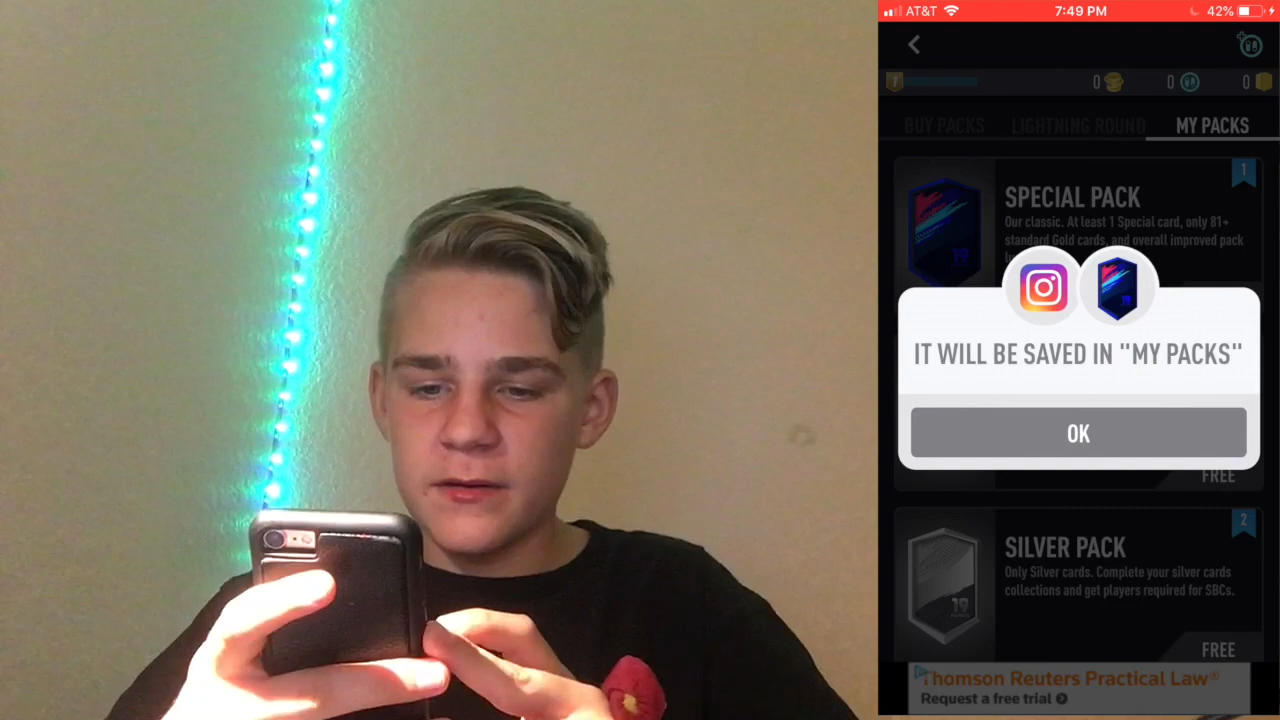 AT&T 7:49 PM 42%
7 0 0 0
BUY PACKS LIGHTNING ROUND MY PACKS
1
SPECIAL PACK
Our classic. At least 1 Special card, only 81+
standard Gold cards, and overall improved pack
19
IT WILL BE SAVED IN "MY PACKS"
OK
FREE
2
SILVER PACK
Only Silver cards. Complete your silver cards
collections and get players required for SBCs.
19
FREE
Thomson Reuters Practical Law®
Request a free trial